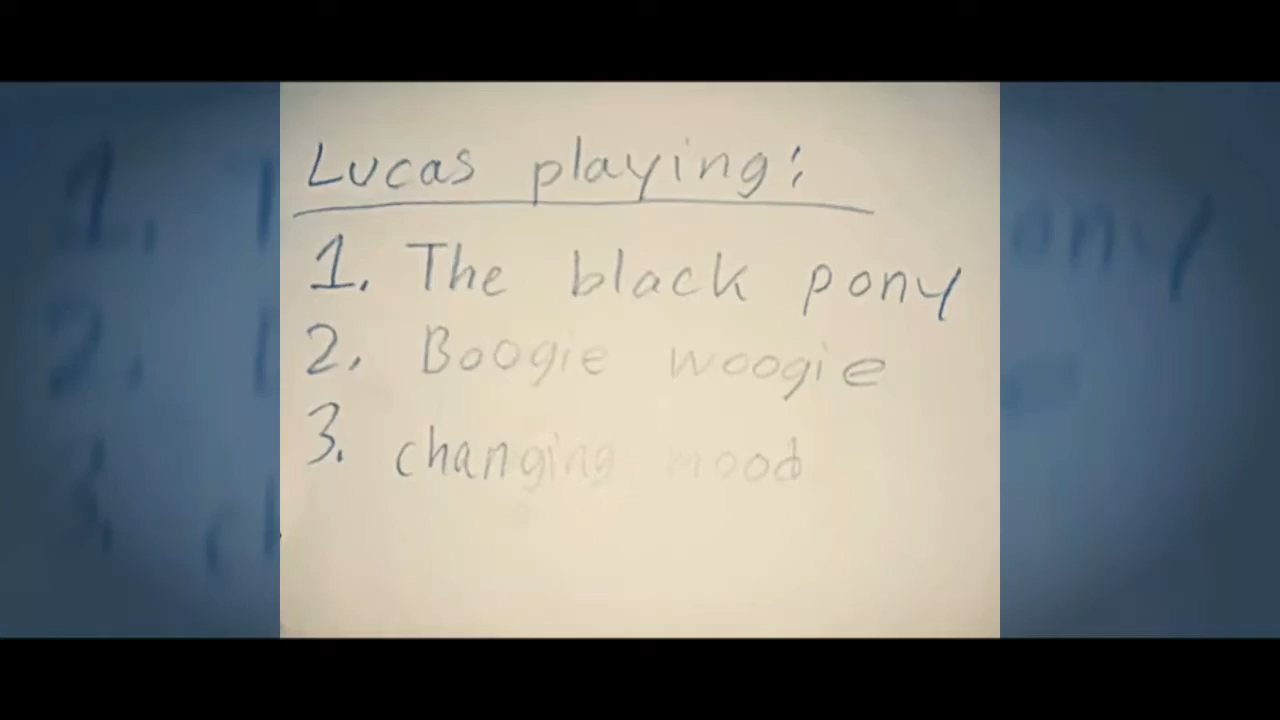 Lucas playing:
1. The black pony
2. Boogie woogie
3. changing mood